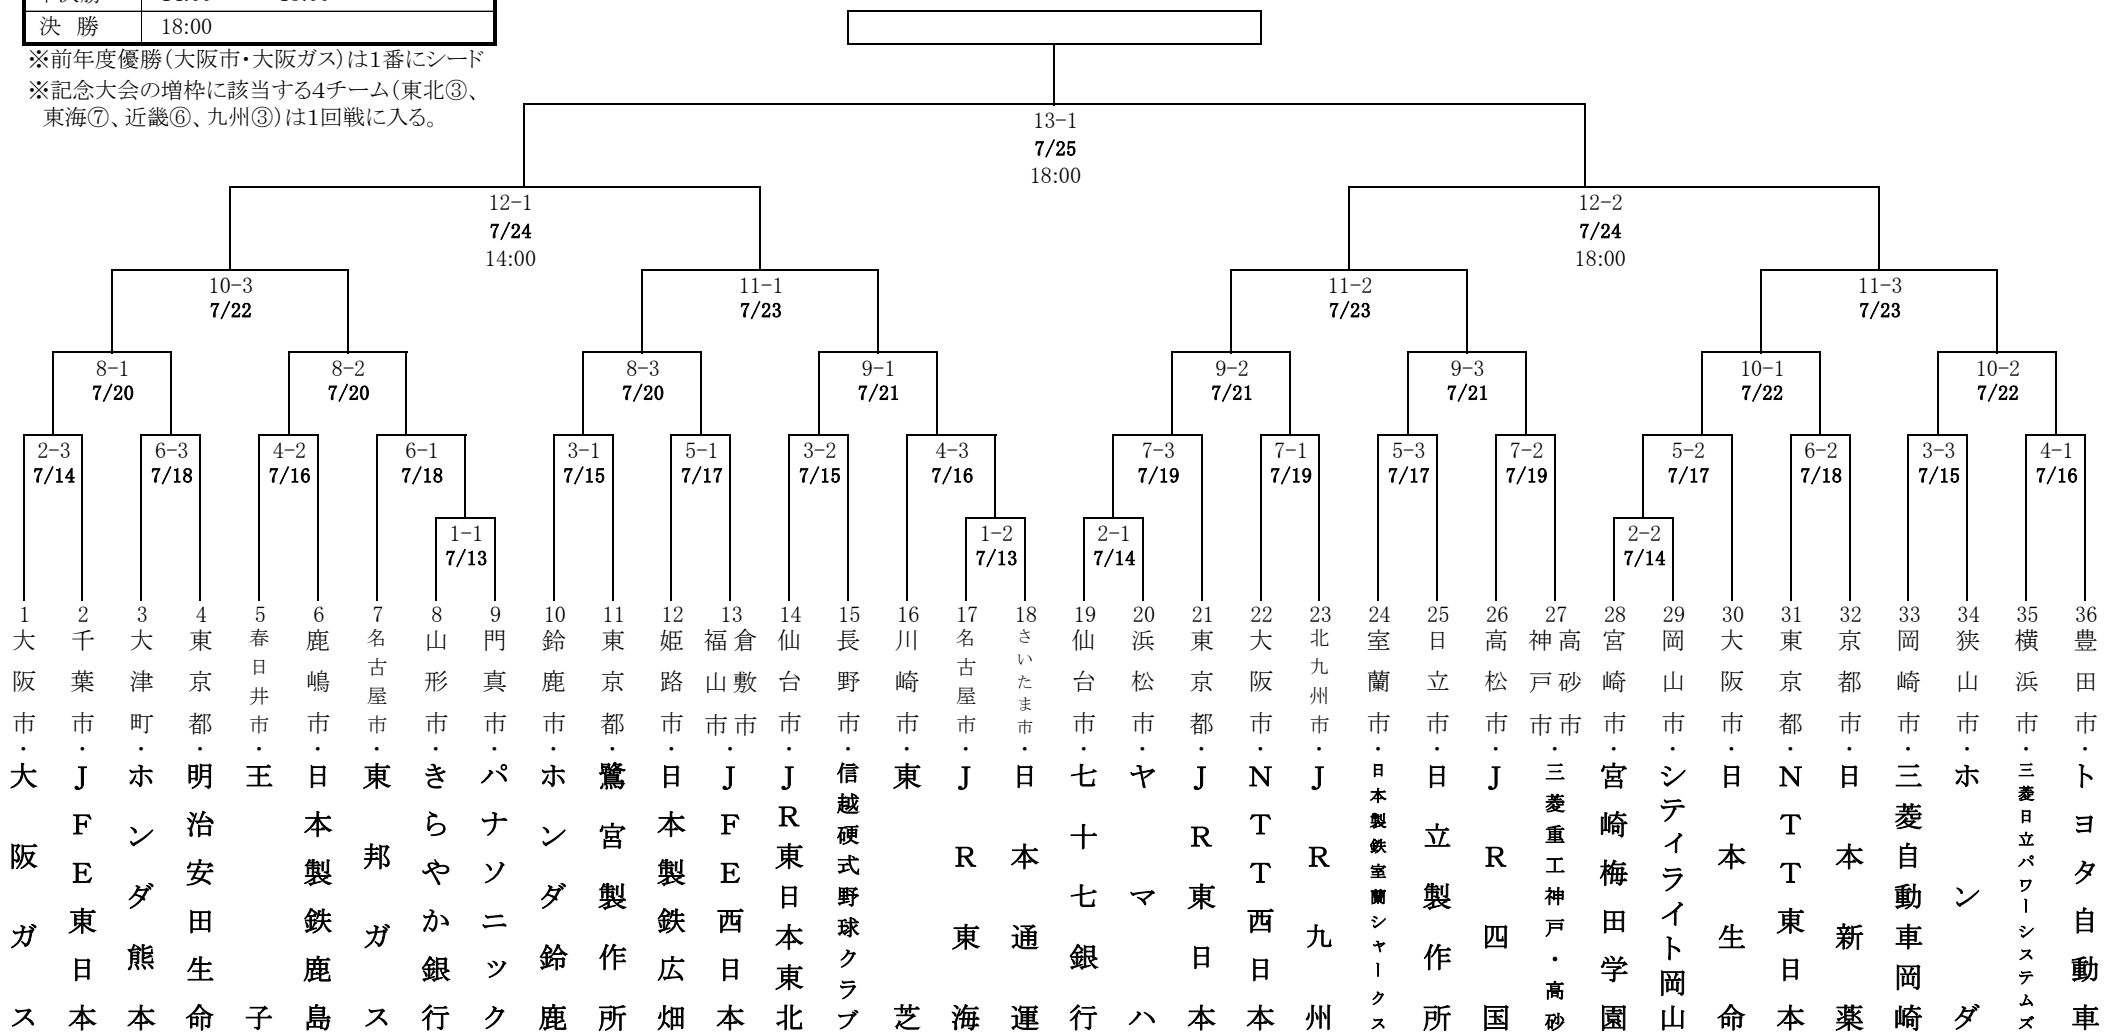 決 勝 18:00
※前年度優勝(大阪市・大阪ガス)は1番にシード
※記念大会の増枠に該当する4チーム(東北③、
東海⑦、近畿⑥、九州③)は1回戦に入る。
13-1
7/25
18:00
12-1
7/24
14:00
12-2
7/24
18:00
10-3
7/22
11-1
7/23
11-2
7/23
11-3
7/23
8-1
7/20
8-2
7/20
8-3
7/20
9-1
7/21
9-2
7/21
9-3
7/21
10-1
7/22
10-2
7/22
2-3
7/14
6-3
7/18
4-2
7/16
6-1
7/18
3-1
7/15
5-1
7/17
3-2
7/15
4-3
7/16
7-3
7/19
7-1
7/19
5-3
7/17
7-2
7/19
5-2
7/17
6-2
7/18
3-3
7/15
4-1
7/16
1-1
7/13
1-2
7/13
2-1
7/14
2-2
7/14
1 大阪市・大阪ガス
2 千葉市・JFE東日本
3 大津町・ホンダ熊本
4 東京都・明治安田生命
5 春日井市・王子
6 鹿嶋市・日本製鉄鹿島
7 名古屋市・東邦ガス
8 山形市・きらやか銀行
9 門真市・パナソニック
10 鈴鹿市・ホンダ鈴鹿
11 東京都・鷺宮製作所
12 姫路市・日本製鉄広畑
13 倉敷市 福山市・JFE西日本
14 仙台市・JR東日本東北
15 長野市・信越硬式野球クラブ
16 川崎市・東芝
17 名古屋市・JR東海
18 さいたま市・日本通運
19 仙台市・七十七銀行
20 浜松市・ヤマハ
21 東京都・JR東日本
22 大阪市・NTT西日本
23 北九州市・JR九州
24 室蘭市・日本製鉄室蘭シャークス
25 日立市・日立製作所
26 高松市・JR四国
27 高砂市 神戸市・三菱重工神戸・高砂
28 宮崎市・宮崎梅田学園
29 岡山市・シティライト岡山
30 大阪市・日本生命
31 東京都・NTT東日本
32 京都市・日本新薬
33 岡崎市・三菱自動車岡崎
34 狭山市・ホンダ
35 横浜市・三菱日立パワーシステムズ
36 豊田市・トヨタ自動車